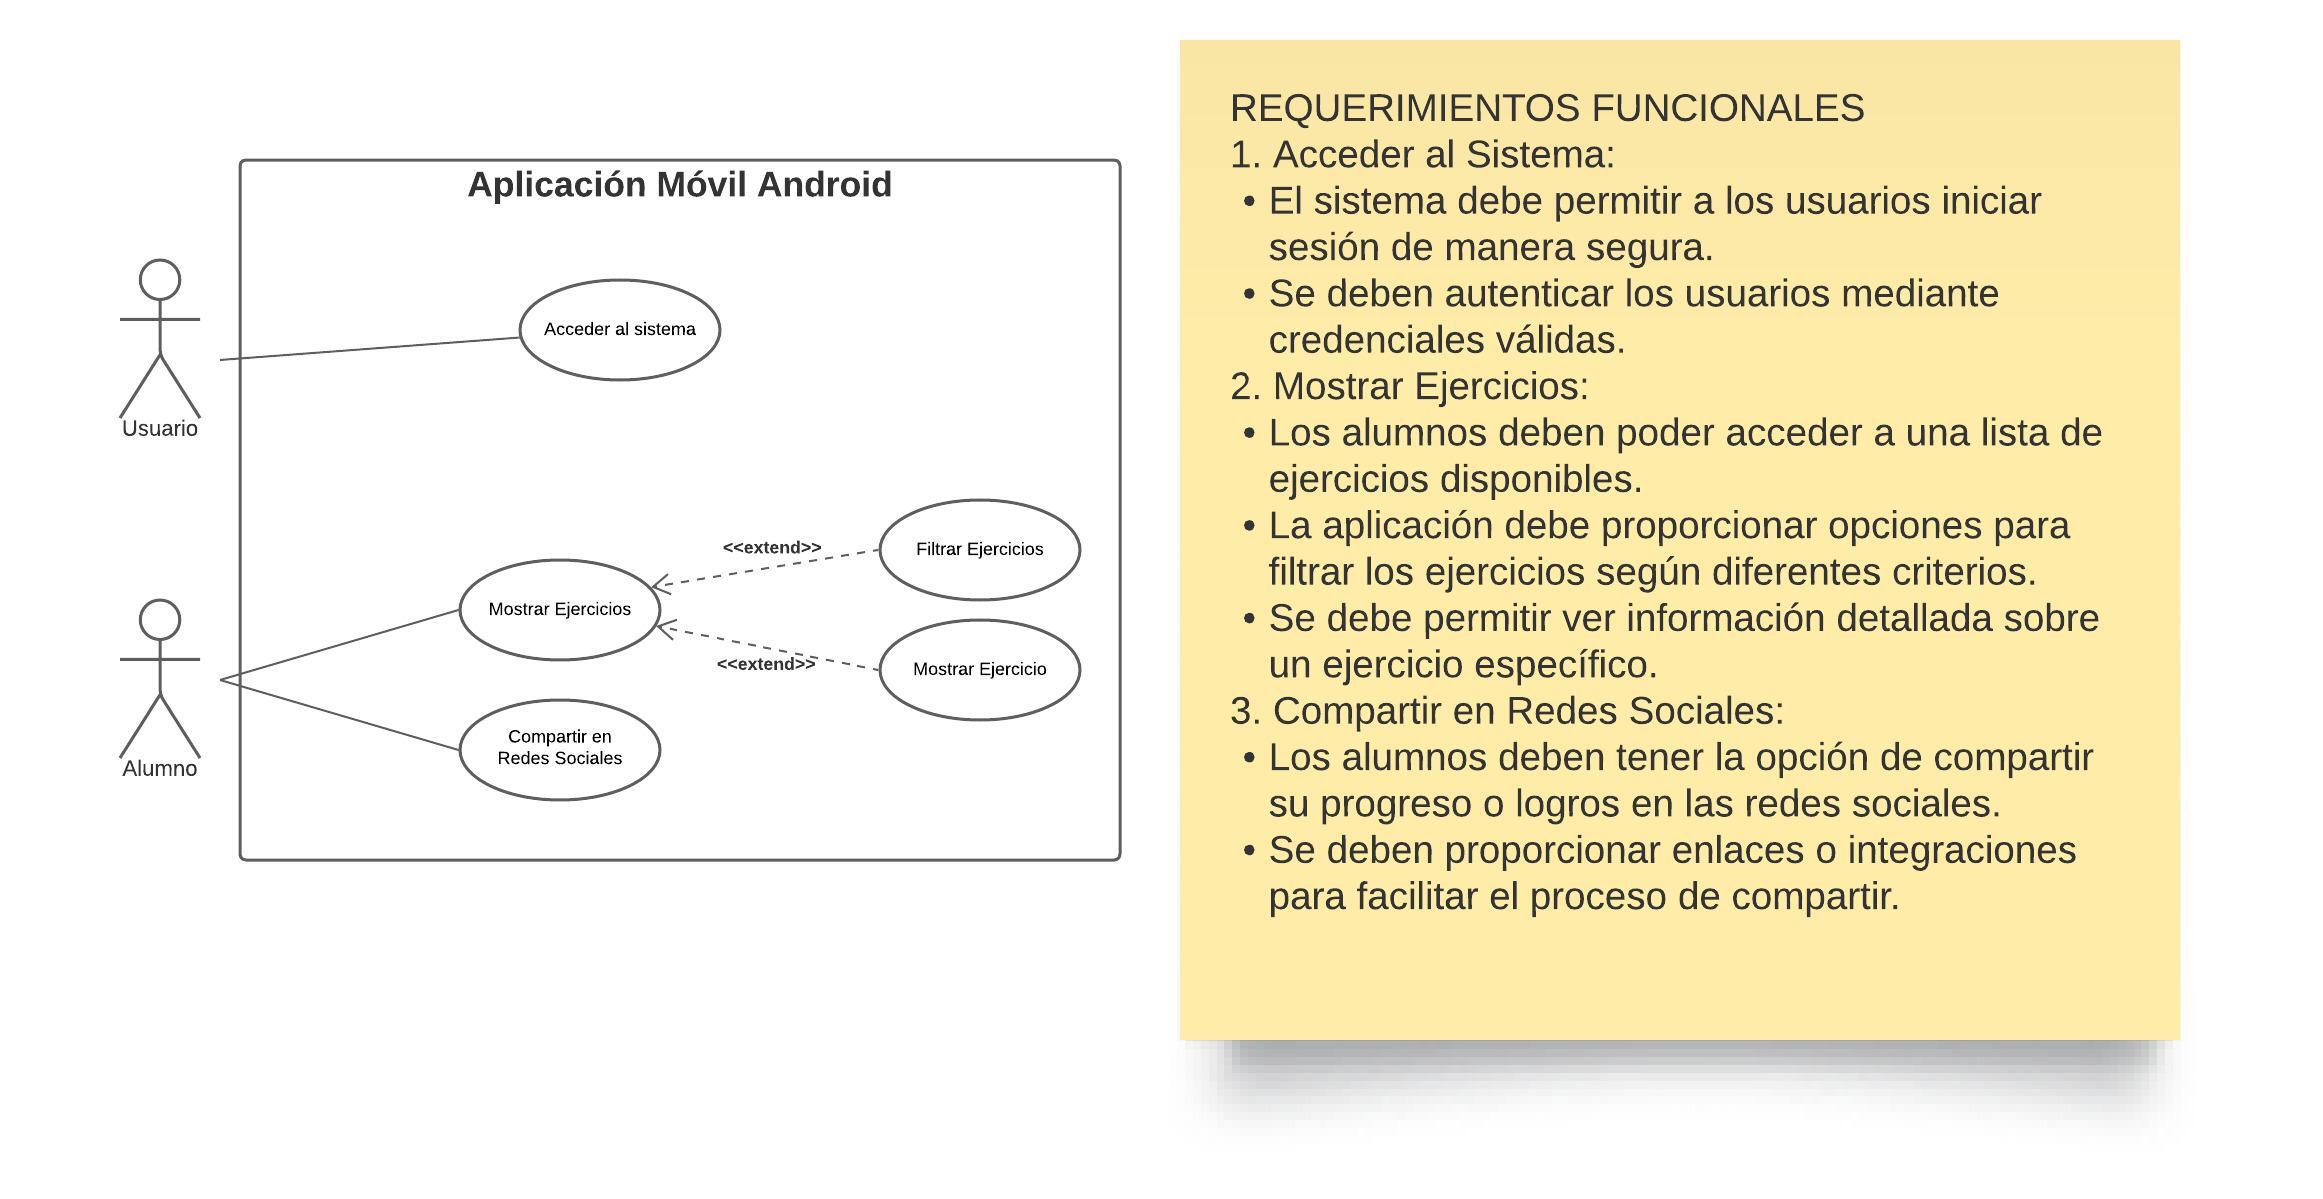 Aplicación Móvil Android
Acceder al sistema
Usuario
<<extend>>
Filtrar Ejercicios
Mostrar Ejercicios
<<extend>>
Mostrar Ejercicio
Compartir en
Redes Sociales
Alumno
REQUERIMIENTOS FUNCIONALES
1. Acceder al Sistema:
• El sistema debe permitir a los usuarios iniciar
sesión de manera segura.
• Se deben autenticar los usuarios mediante
credenciales válidas.
2. Mostrar Ejercicios:
• Los alumnos deben poder acceder a una lista de
ejercicios disponibles.
• La aplicación debe proporcionar opciones para
filtrar los ejercicios según diferentes criterios.
• Se debe permitir ver información detallada sobre
un ejercicio específico.
3. Compartir en Redes Sociales:
• Los alumnos deben tener la opción de compartir
su progreso o logros en las redes sociales.
• Se deben proporcionar enlaces o integraciones
para facilitar el proceso de compartir.